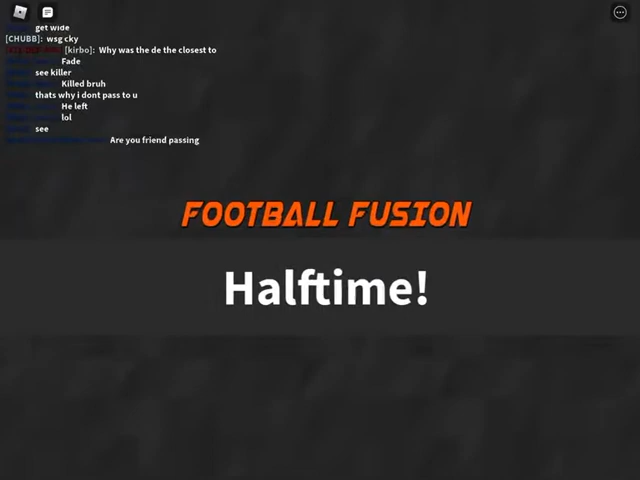 get wide
[CHUBB]: wsg cky
[kirbo]: Why was the de the closest to
Fade
see killer
Killed bruh
thats why i dont pass to u
He left
lol
see
Are you friend passing
FOOTBALL FUSION
Halftime!